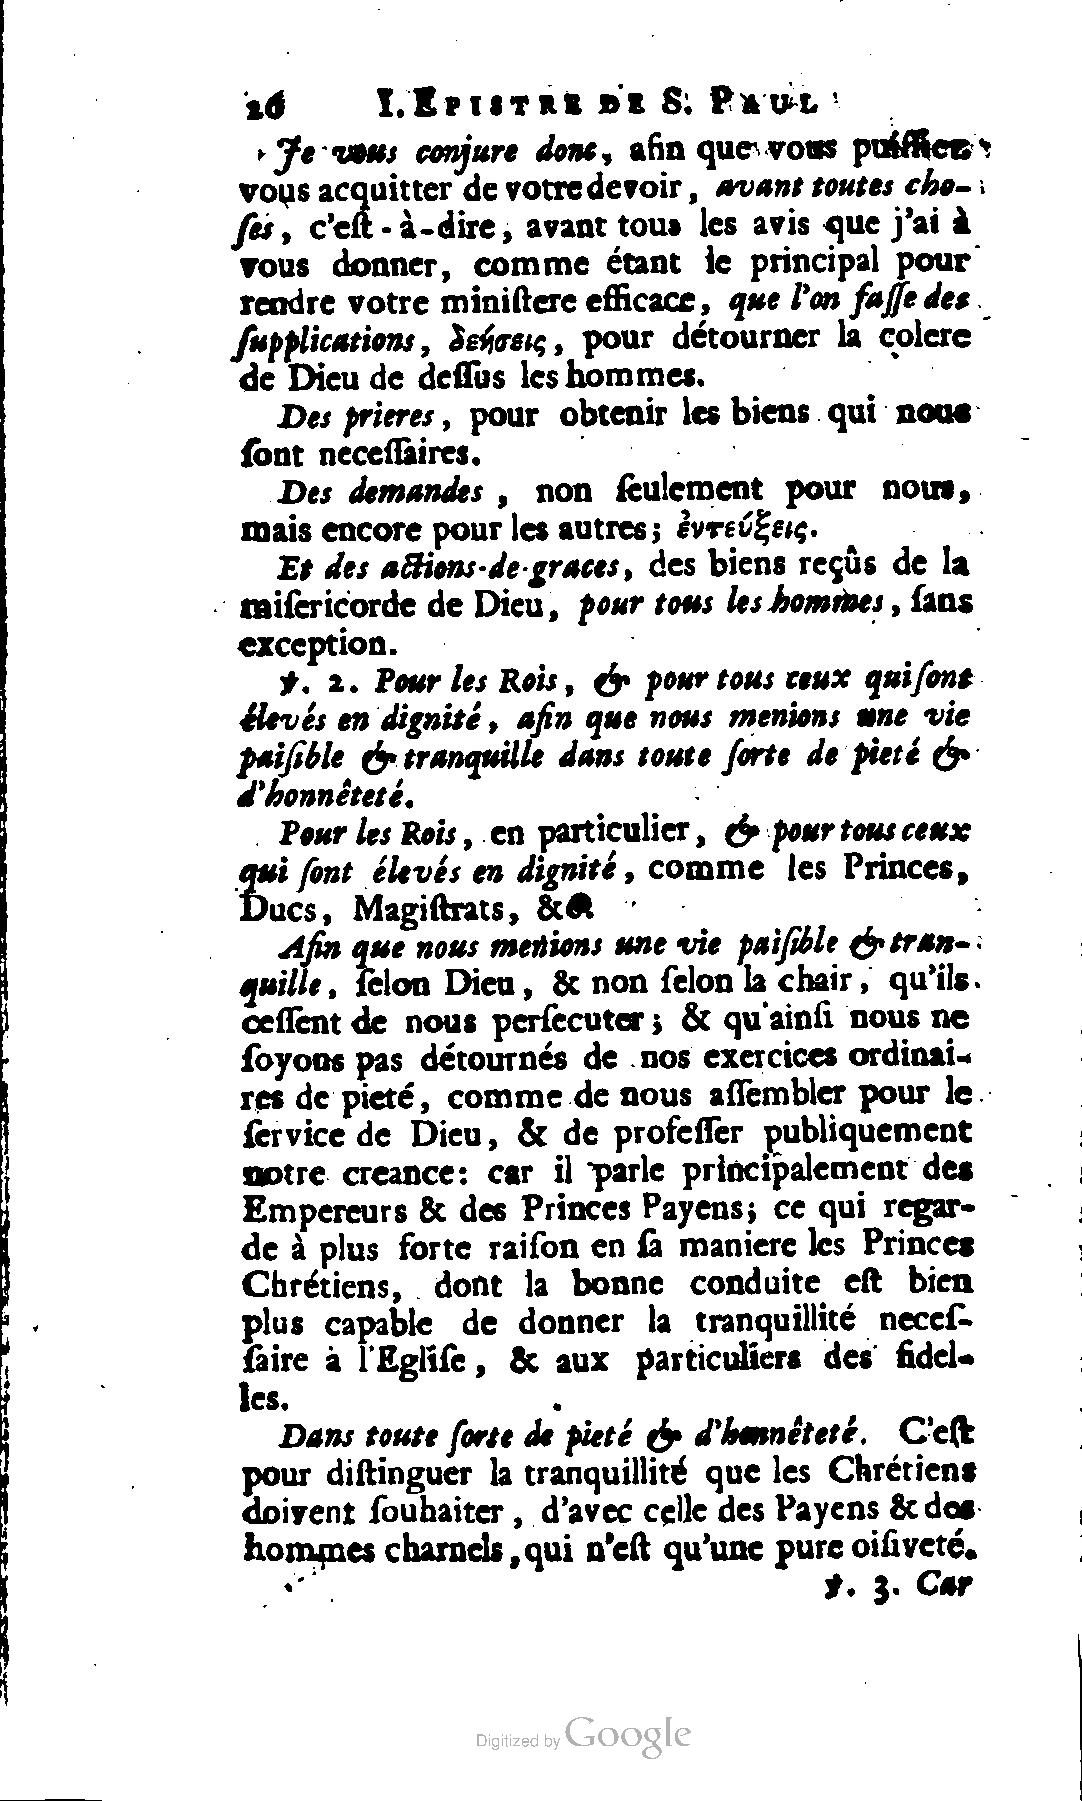 26 I. EPISTRE DE S. PAUL
Je vous conjure donc, afin que vous puiſſiez
vous acquitter de votre devoir, avant toutes cho-
ſes, c'eſt-à-dire, avant tous les avis que j'ai à
vous donner, comme étant le principal pour
rendre votre miniſtere efficace, que l'on faſſe des
ſupplications, δεήσεις, pour détourner la colere
de Dieu de deſſus les hommes.
Des prieres, pour obtenir les biens qui nous
ſont neceſſaires.
Des demandes, non ſeulement pour nous,
mais encore pour les autres; ἐντεύξεις.
Et des actions-de-graces, des biens reçûs de la
miſericorde de Dieu, pour tous les hommes, ſans
exception.
℣. 2. Pour les Rois, & pour tous ceux qui ſont
élevés en dignité, afin que nous menions une vie
paiſible & tranquille dans toute ſorte de pieté &
d'honnêteté.
Pour les Rois, en particulier, & pour tous ceux
qui ſont élevés en dignité, comme les Princes,
Ducs, Magiſtrats, &
Afin que nous menions une vie paiſible & tran-
quille, ſelon Dieu, & non ſelon la chair, qu'ils
ceſſent de nous perſecuter; & qu'ainſi nous ne
ſoyons pas détournés de nos exercices ordinai-
res de pieté, comme de nous aſſembler pour le
ſervice de Dieu, & de profeſſer publiquement
notre creance: car il parle principalement des
Empereurs & des Princes Payens; ce qui regar-
de à plus forte raiſon en ſa maniere les Princes
Chrétiens, dont la bonne conduite eſt bien
plus capable de donner la tranquillité neceſ-
ſaire à l'Egliſe, & aux particuliers des fidel-
les.
Dans toute ſorte de pieté & d'honnêteté. C'eſt
pour diſtinguer la tranquillité que les Chrétiens
doivent ſouhaiter, d'avec celle des Payens & des
hommes charnels, qui n'eſt qu'une pure oiſiveté.
℣. 3. Car
Digitized by Google